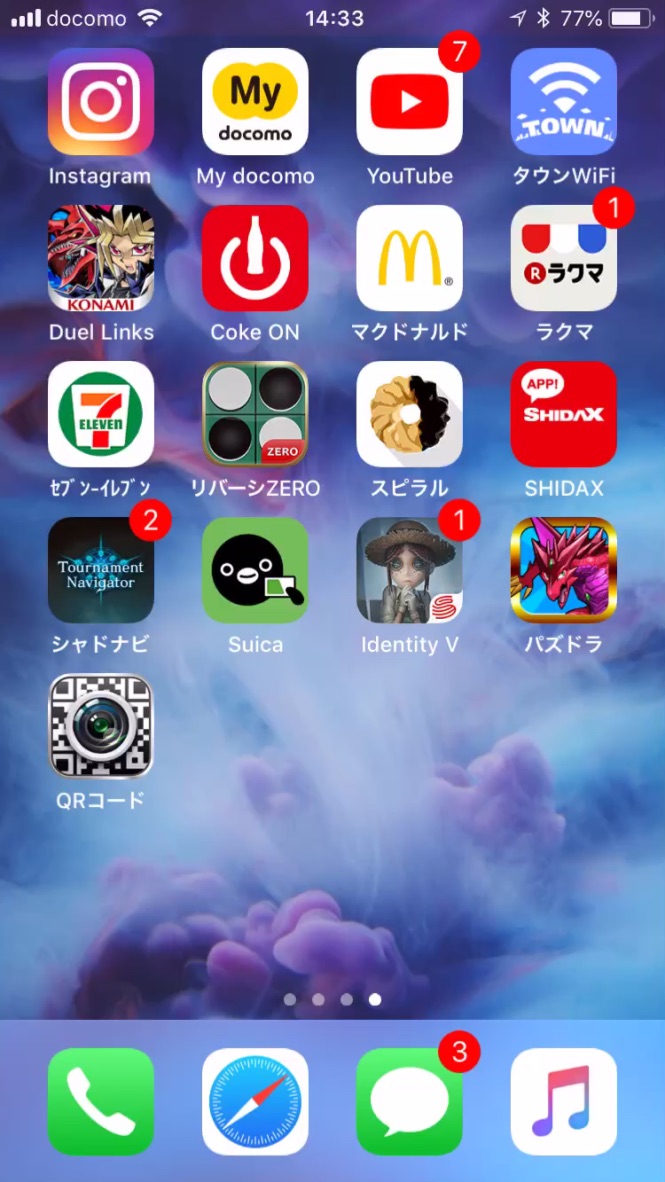 docomo 14:33 77%
My
docomo
7
TOWN
Instagram My docomo YouTube タウンWiFi
KONAMI
1
Rラクマ
®
Duel Links Coke ON マクドナルド ラクマ
7
ELEVEN
ZERO
APP!
SHIDAX
ｾﾌﾞﾝ-ｲﾚﾌﾞﾝ リバーシZERO スピラル SHIDAX
2
Tournament
Navigator
1
シャドナビ Suica Identity V パズドラ
QRコード
3